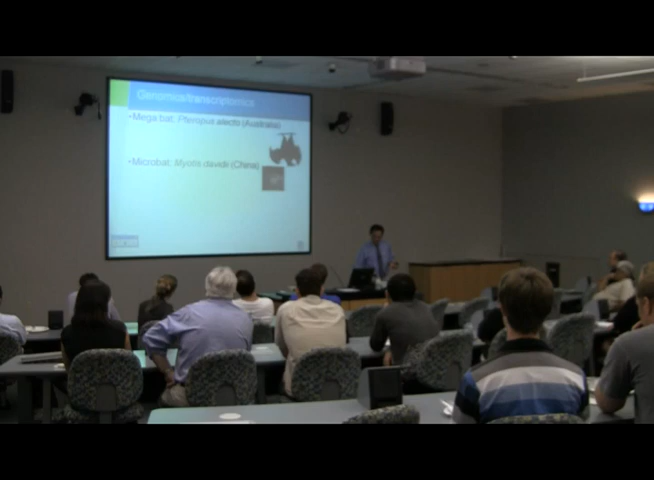 Genomics/transcriptomics
•Mega bat: Pteropus alecto (Australia)
•Microbat: Myotis davidii (China)